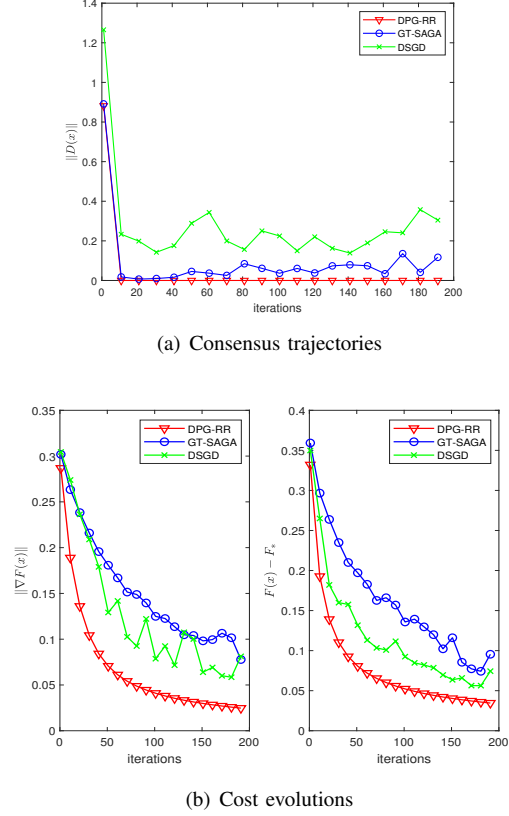 1.4
1.2
1
0.8
0.6
0.4
0.2
0
||D(x)||
DPG-RR
GT-SAGA
DSGD
0 20 40 60 80 100 120 140 160 180 200
iterations
(a) Consensus trajectories
0.35
0.3
0.25
0.2
0.15
0.1
0.05
0
||∇F(x)||
DPG-RR
GT-SAGA
DSGD
0 50 100 150 200
iterations
0.4
0.35
0.3
0.25
0.2
0.15
0.1
0.05
0
F(x) − F*
DPG-RR
GT-SAGA
DSGD
0 50 100 150 200
iterations
(b) Cost evolutions